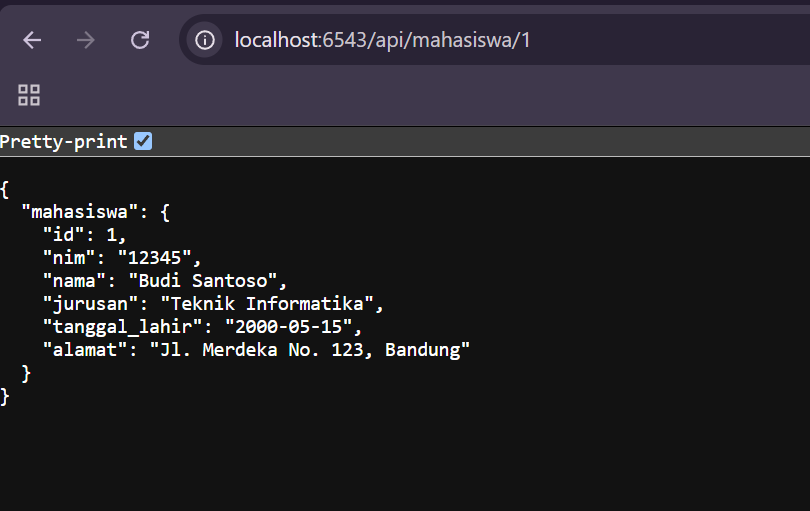 localhost:6543/api/mahasiswa/1
Pretty-print
{
  "mahasiswa": {
    "id": 1,
    "nim": "12345",
    "nama": "Budi Santoso",
    "jurusan": "Teknik Informatika",
    "tanggal_lahir": "2000-05-15",
    "alamat": "Jl. Merdeka No. 123, Bandung"
  }
}